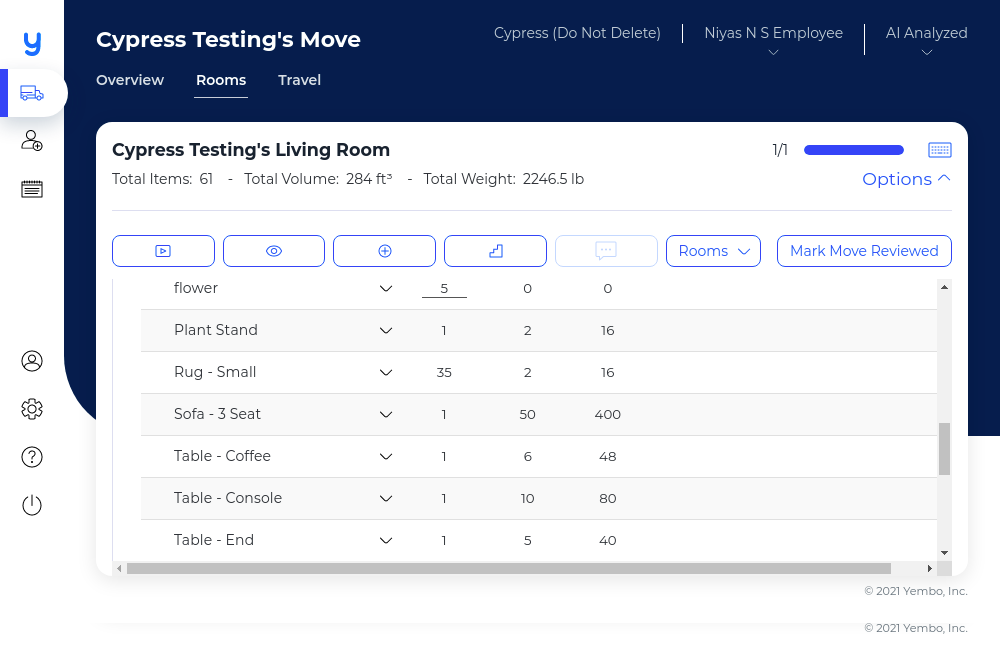 y
Cypress Testing's Move
Cypress (Do Not Delete)
Niyas N S Employee
AI Analyzed
Overview Rooms Travel
Cypress Testing's Living Room
1/1
Total Items: 61 - Total Volume: 284 ft³ - Total Weight: 2246.5 lb
Options
Rooms
Mark Move Reviewed
flower 5 0 0
Plant Stand 1 2 16
Rug - Small 35 2 16
Sofa - 3 Seat 1 50 400
Table - Coffee 1 6 48
Table - Console 1 10 80
Table - End 1 5 40
© 2021 Yembo, Inc.
© 2021 Yembo, Inc.